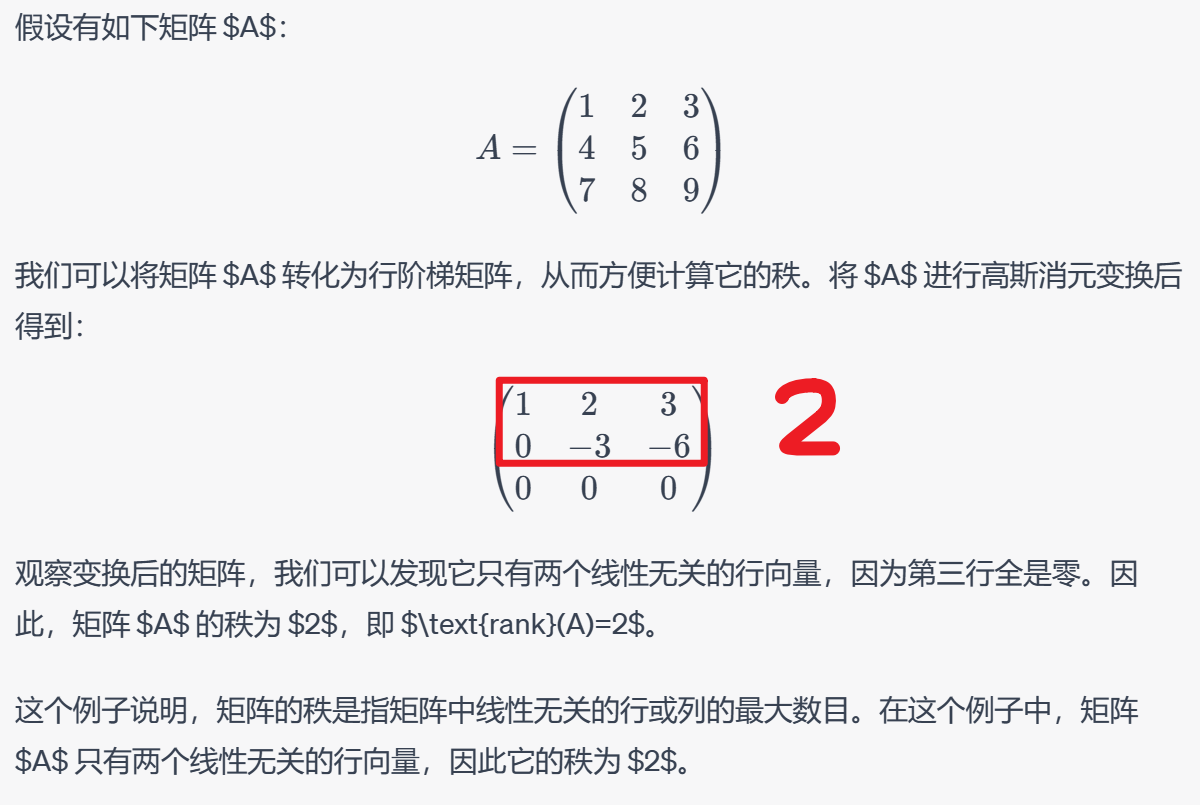 假设有如下矩阵 $A$：
A = (1 2 3
4 5 6
7 8 9)
我们可以将矩阵 $A$ 转化为行阶梯矩阵，从而方便计算它的秩。将 $A$ 进行高斯消元变换后
得到：
(1 2 3
0 −3 −6 2
0 0 0)
观察变换后的矩阵，我们可以发现它只有两个线性无关的行向量，因为第三行全是零。因
此，矩阵 $A$ 的秩为 $2$，即 $\text{rank}(A)=2$。
这个例子说明，矩阵的秩是指矩阵中线性无关的行或列的最大数目。在这个例子中，矩阵
$A$ 只有两个线性无关的行向量，因此它的秩为 $2$。